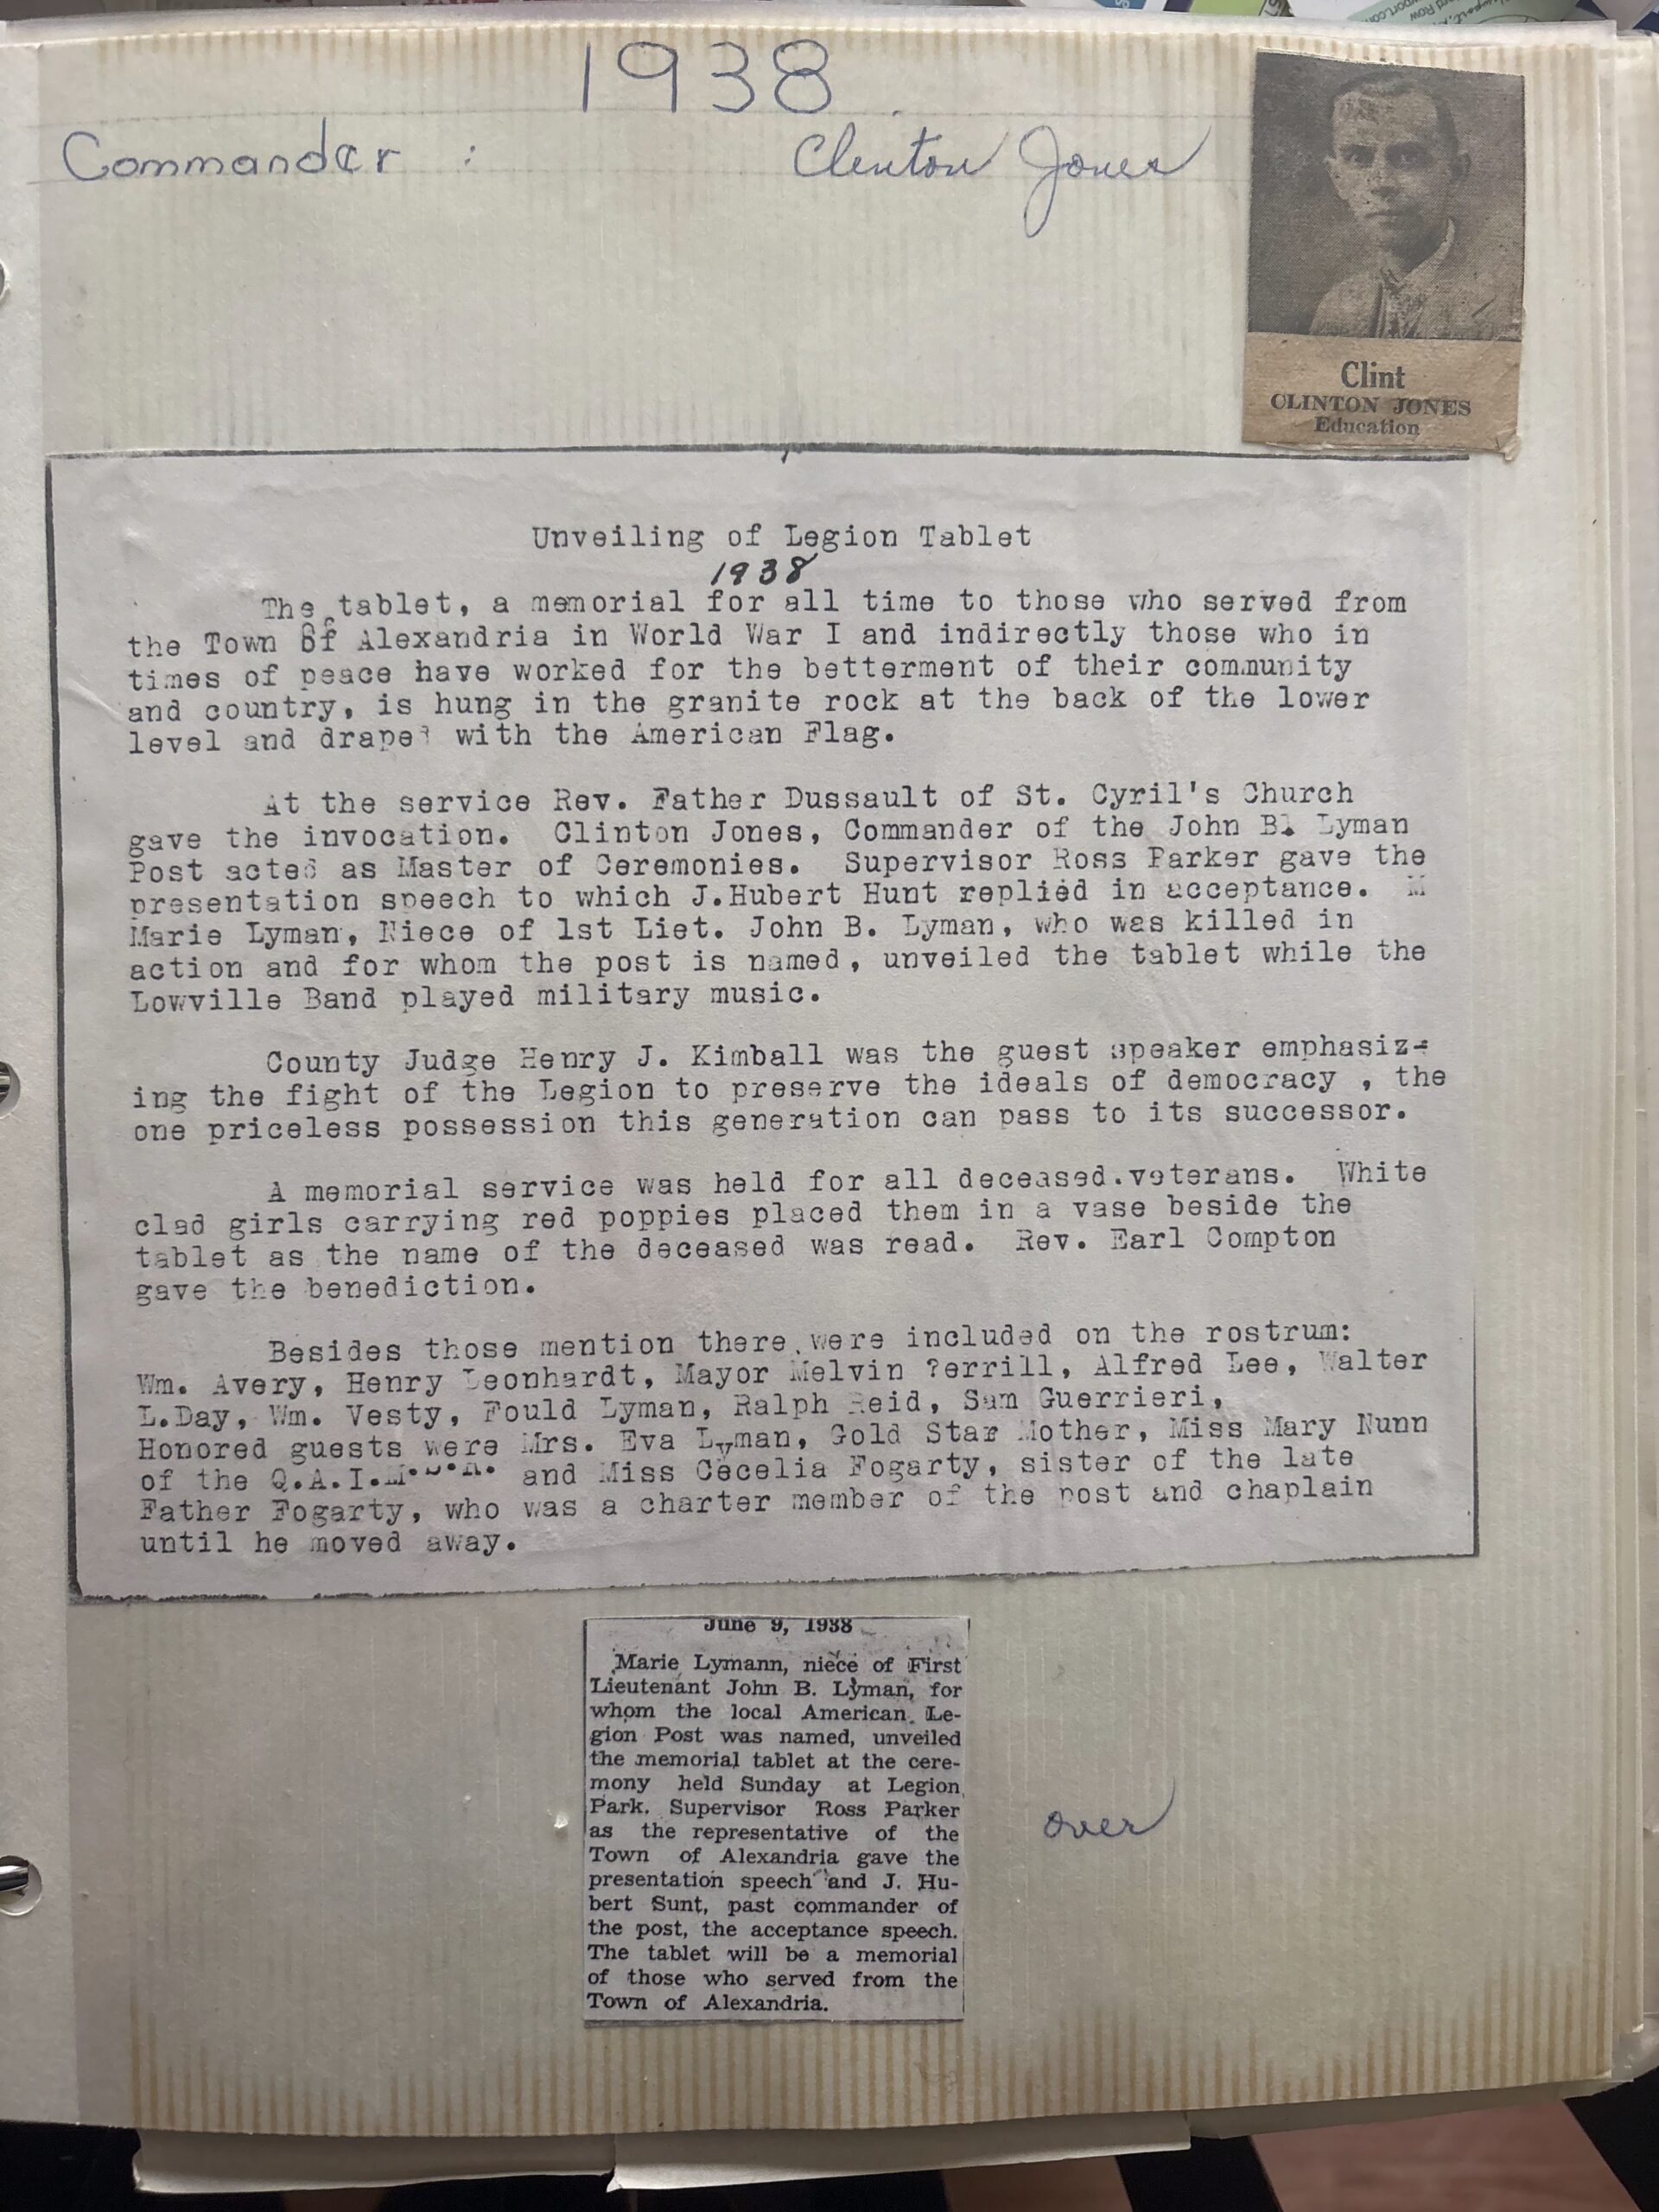 1938
Commander : Clinton Jones
Clint
CLINTON JONES
Education
Unveiling of Legion Tablet
1938
The tablet, a memorial for all time to those who served from
the Town Of Alexandria in World War I and indirectly those who in
times of peace have worked for the betterment of their community
and country, is hung in the granite rock at the back of the lower
level and draped with the American Flag.
At the service Rev. Father Dussault of St. Cyril's Church
gave the invocation. Clinton Jones, Commander of the John B. Lyman
Post acted as Master of Ceremonies. Supervisor Ross Parker gave the
presentation speech to which J.Hubert Hunt replied in acceptance. M
Marie Lyman, Niece of 1st Liet. John B. Lyman, who was killed in
action and for whom the post is named, unveiled the tablet while the
Lowville Band played military music.
County Judge Henry J. Kimball was the guest speaker emphasiz-
ing the fight of the Legion to preserve the ideals of democracy , the
one priceless possession this generation can pass to its successor.
A memorial service was held for all deceased.veterans. White
clad girls carrying red poppies placed them in a vase beside the
tablet as the name of the deceased was read. Rev. Earl Compton
gave the benediction.
Besides those mention there were included on the rostrum:
Wm. Avery, Henry Leonhardt, Mayor Melvin Ferrill, Alfred Lee, Walter
L.Day, Wm. Vesty, Fould Lyman, Ralph Reid, Sam Guerrieri,
Honored guests were Mrs. Eva Lyman, Gold Star Mother, Miss Mary Nunn
of the and Miss Cecelia Fogarty, sister of the late
Father Fogarty, who was a charter member of the post and chaplain
until he moved away.
June 9, 1938
Marie Lymann, niece of First
Lieutenant John B. Lyman, for
whom the local American Le-
gion Post was named, unveiled
the memorial tablet at the cere-
mony held Sunday at Legion
Park. Supervisor Ross Parker
as the representative of the
Town of Alexandria gave the
presentation speech and J. Hu-
bert Sunt, past commander of
the post, the acceptance speech.
The tablet will be a memorial
of those who served from the
Town of Alexandria.
over